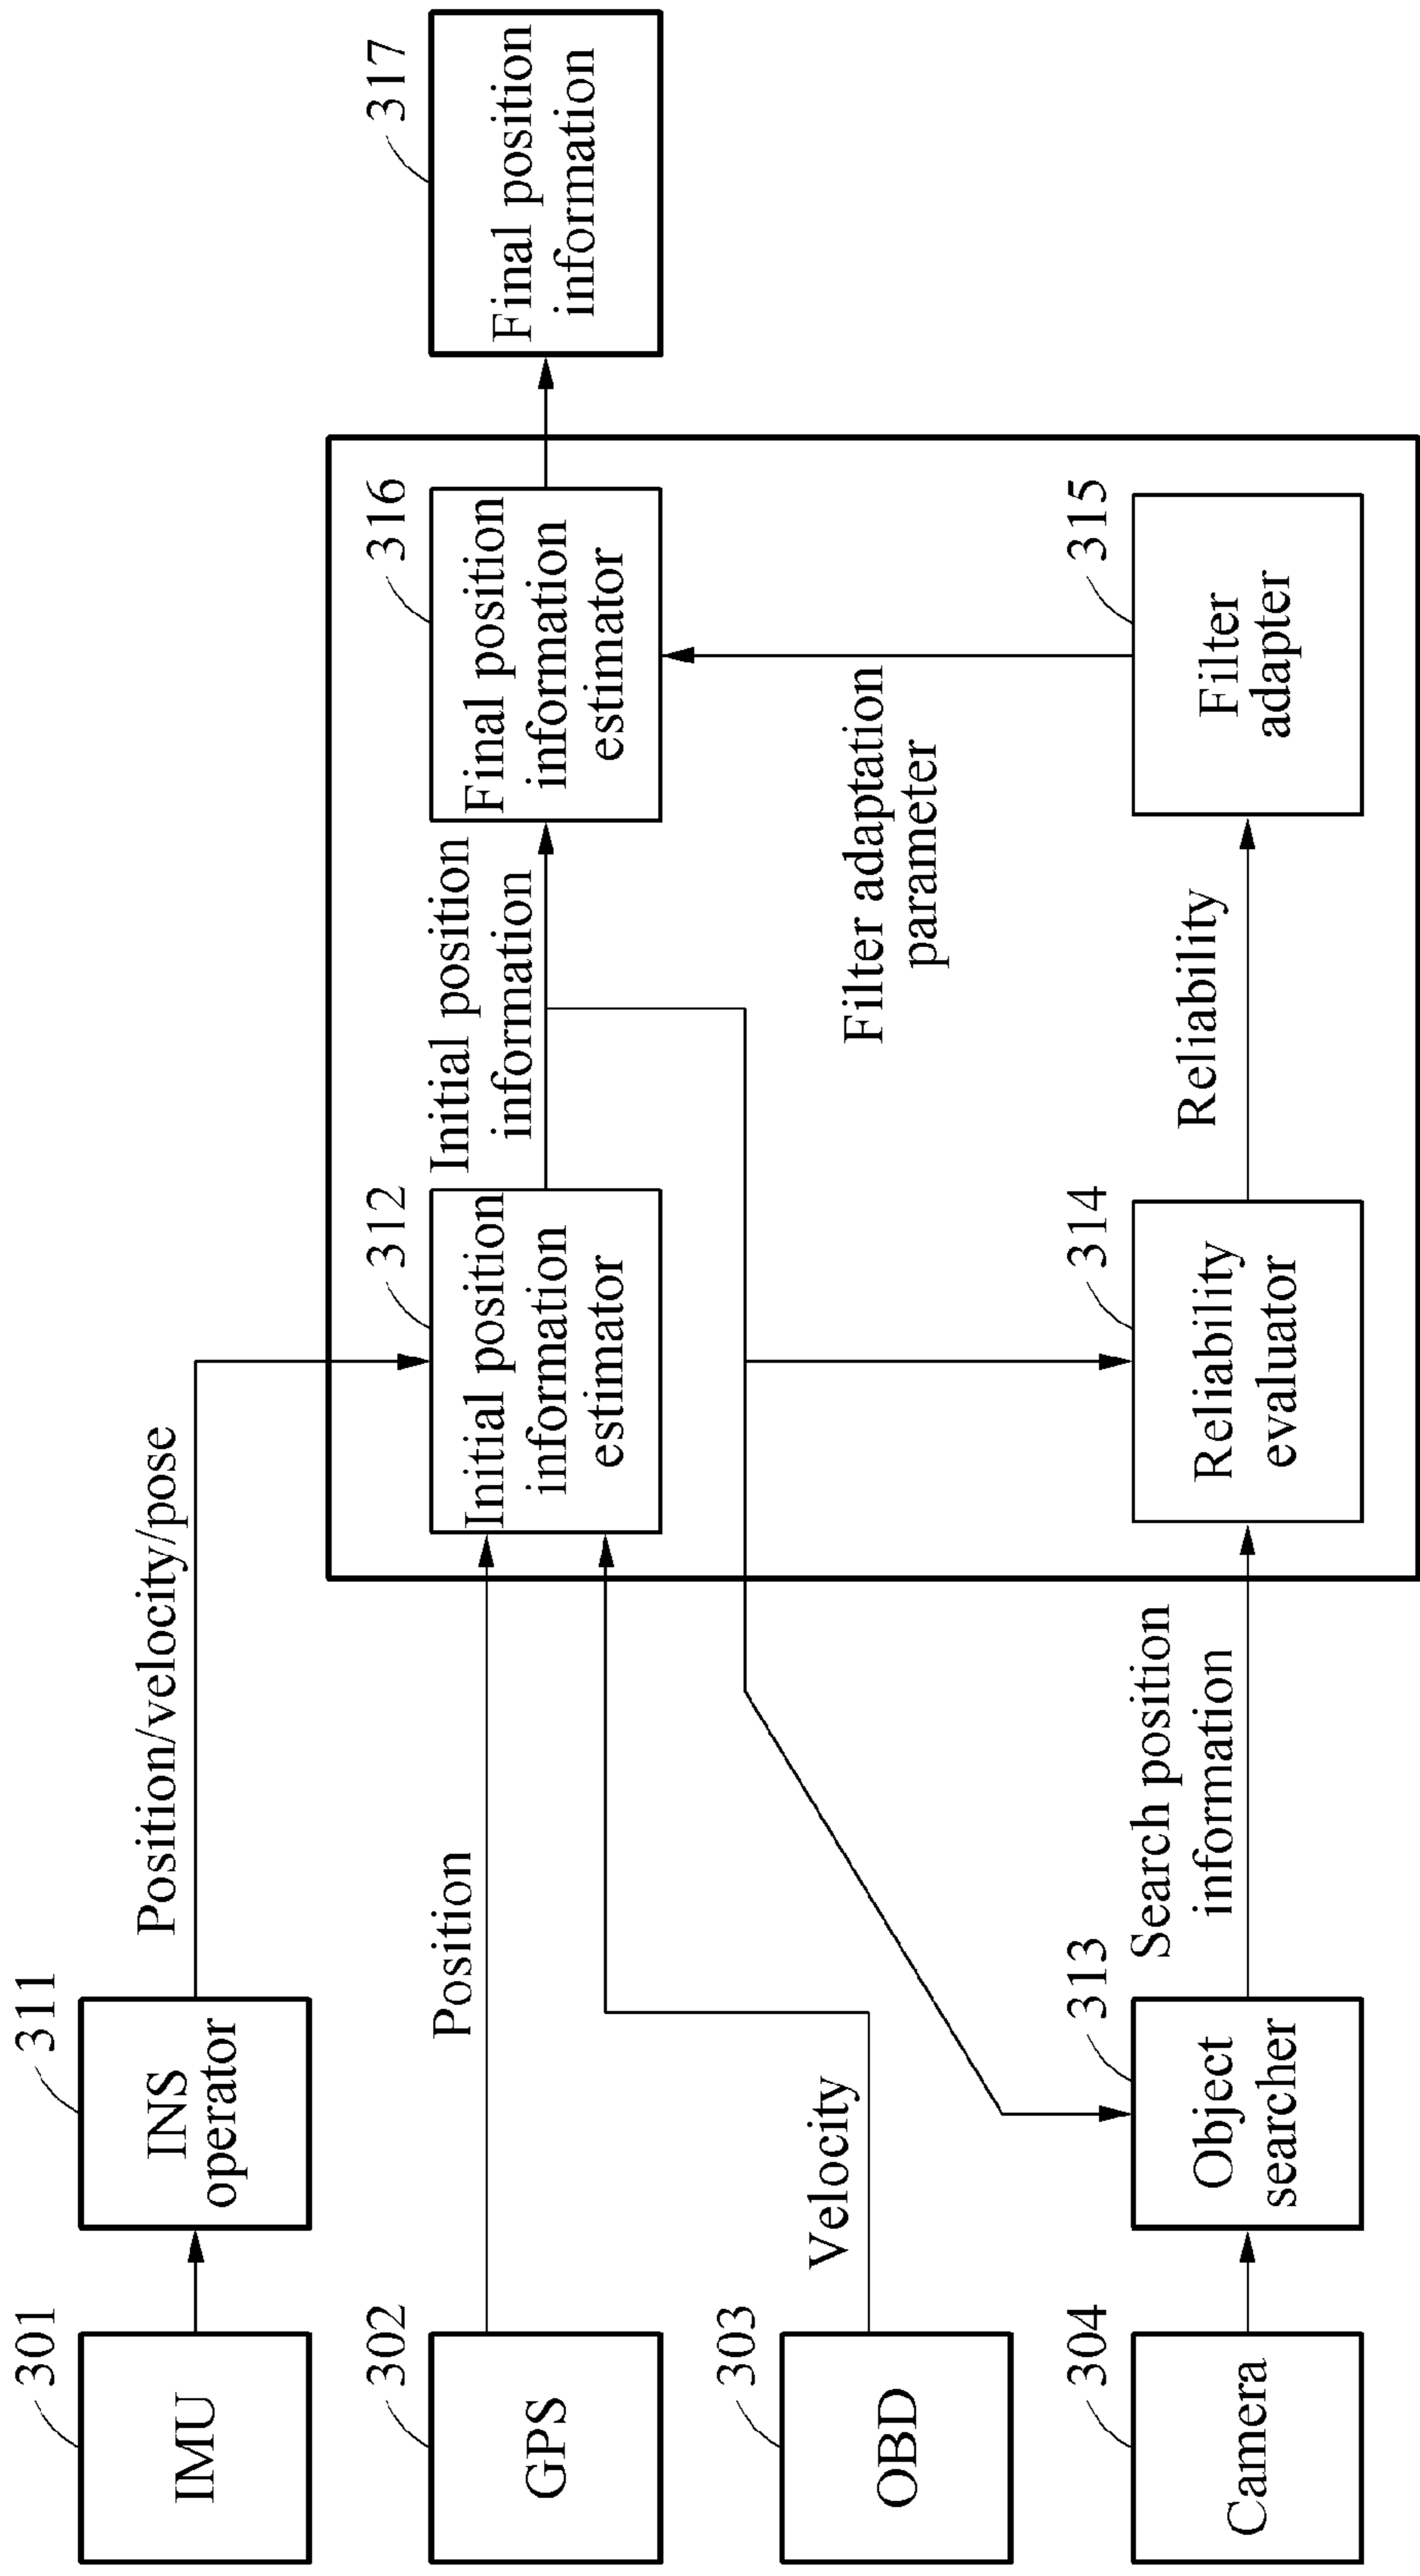 301
IMU
311
INS
operator
Position/velocity/pose
302
GPS
Position
312
Initial position
information
estimator
Initial position
information
316
Final position
information
estimator
317
Final position
information
303
OBD
Velocity
Filter adaptation
parameter
304
Camera
313
Object
searcher
Search position
information
314
Reliability
evaluator
Reliability
315
Filter
adapter